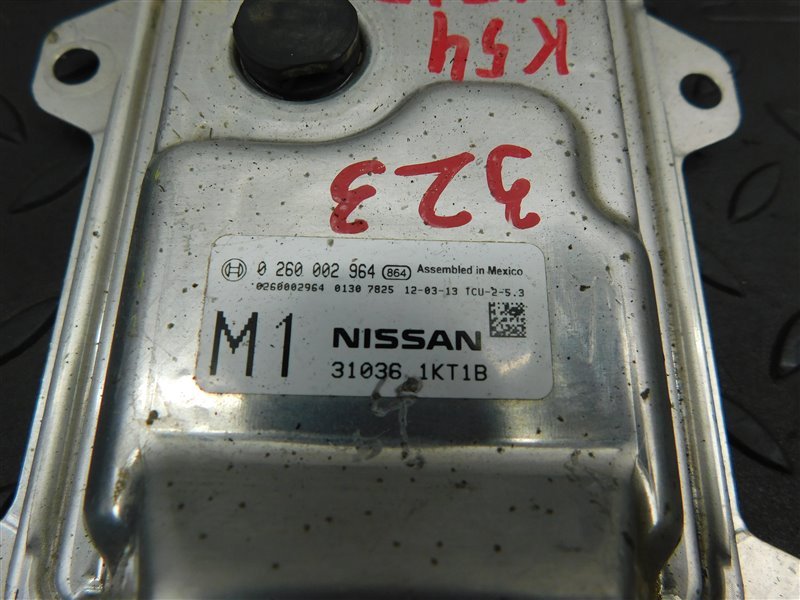 K54
323
0 260 002 964 864 Assembled in Mexico
0260002964 0130 7825 12-03-13 TCU-2-5.3
M1 NISSAN
31036 1KT1B